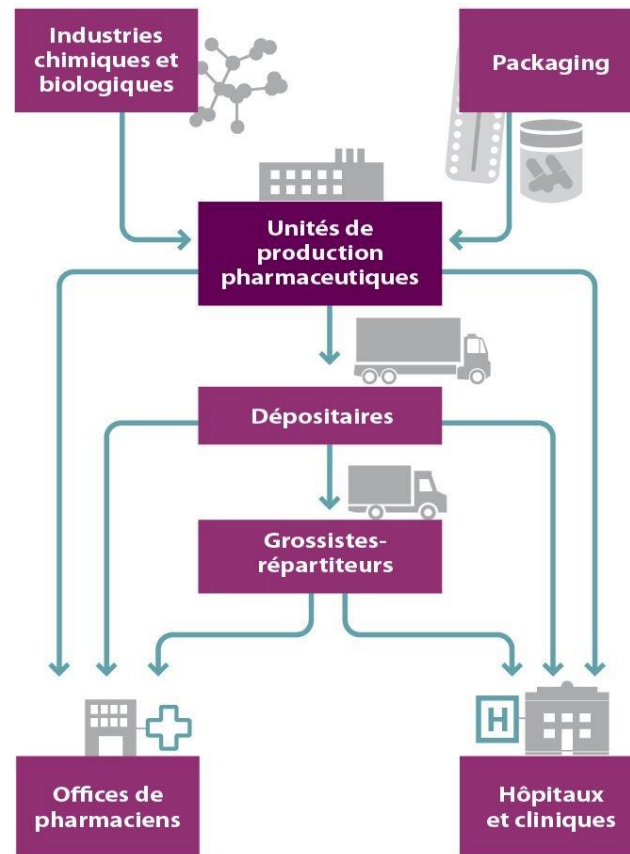 Industries
chimiques et
biologiques
Packaging
Unités de
production
pharmaceutiques
Dépositaires
Grossistes-
répartiteurs
H
Offices de
pharmaciens
Hôpitaux
et cliniques